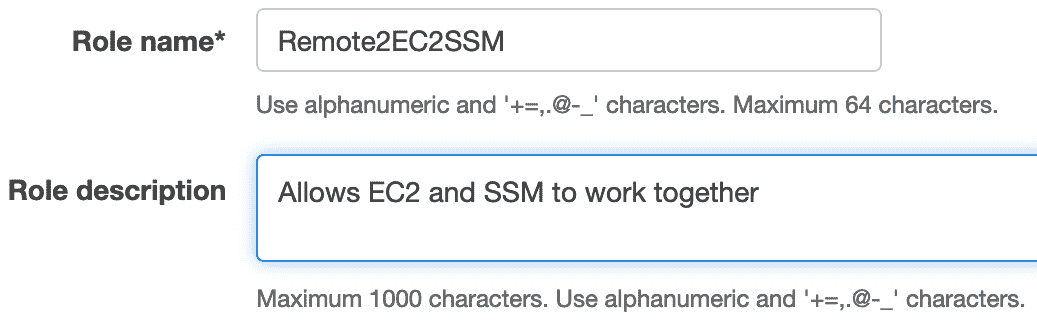 Role name* Remote2EC2SSM
Use alphanumeric and '+=,.@-_' characters. Maximum 64 characters.
Role description Allows EC2 and SSM to work together
Maximum 1000 characters. Use alphanumeric and '+=,.@-_' characters.